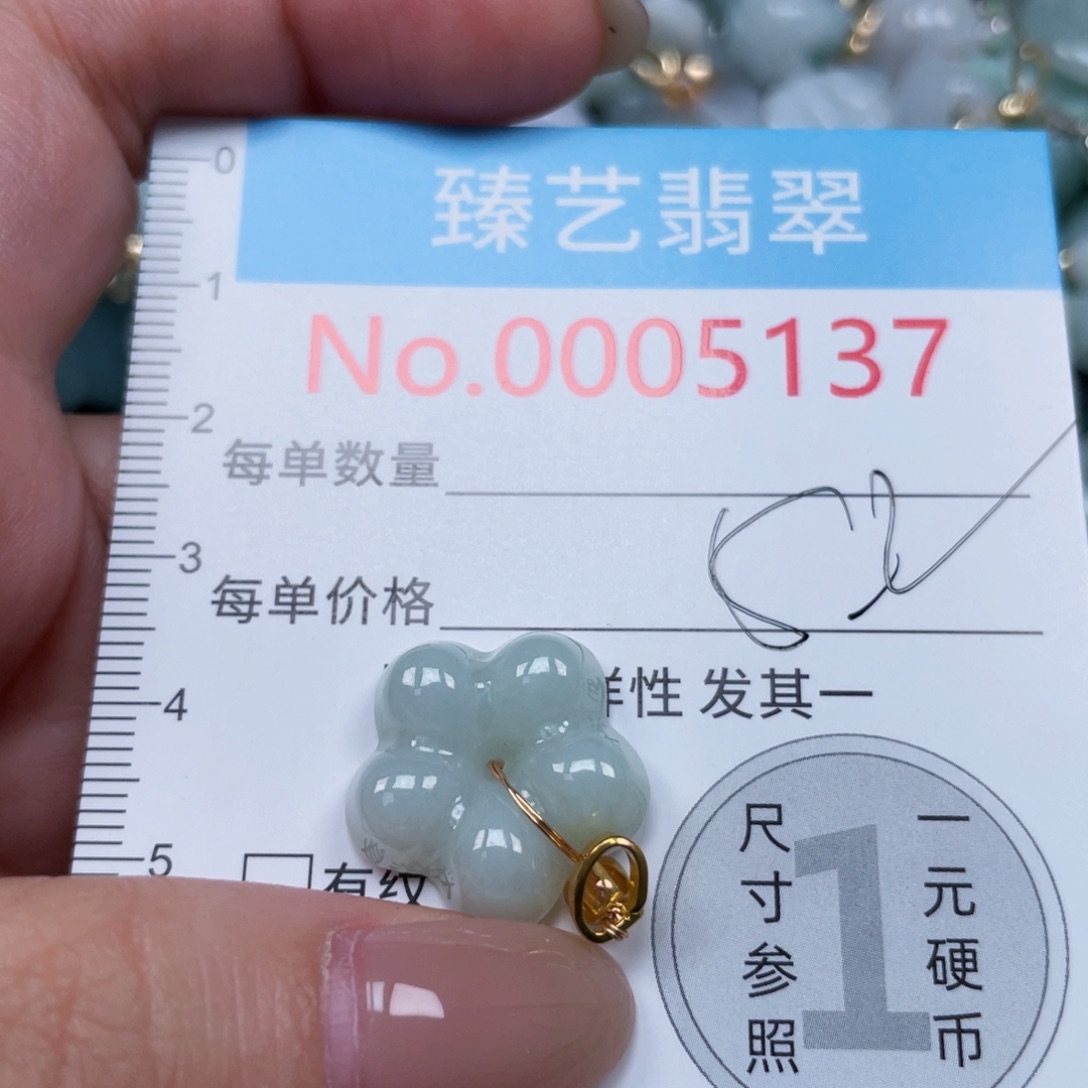 臻艺翡翠
No.0005137
每单数量
每单价格
样性 发其一
有纹
尺寸参照
一元硬币
1
0
1
2
3
4
5